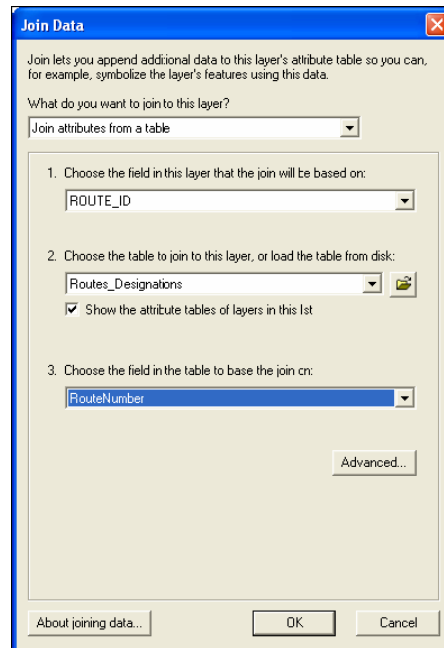 Join Data
Join lets you append additional data to this layer's attribute table so you can,
for example, symbolize the layer's features using this data.
What do you want to join to this layer?
Join attributes from a table
1. Choose the field in this layer that the join will be based on:
ROUTE_ID
2. Choose the table to join to this layer, or load the table from disk:
Routes_Designations
Show the attribute tables of layers in this lst
3. Choose the field in the table to base the join cn:
RouteNumber
Advanced...
About joining data...
OK
Cancel